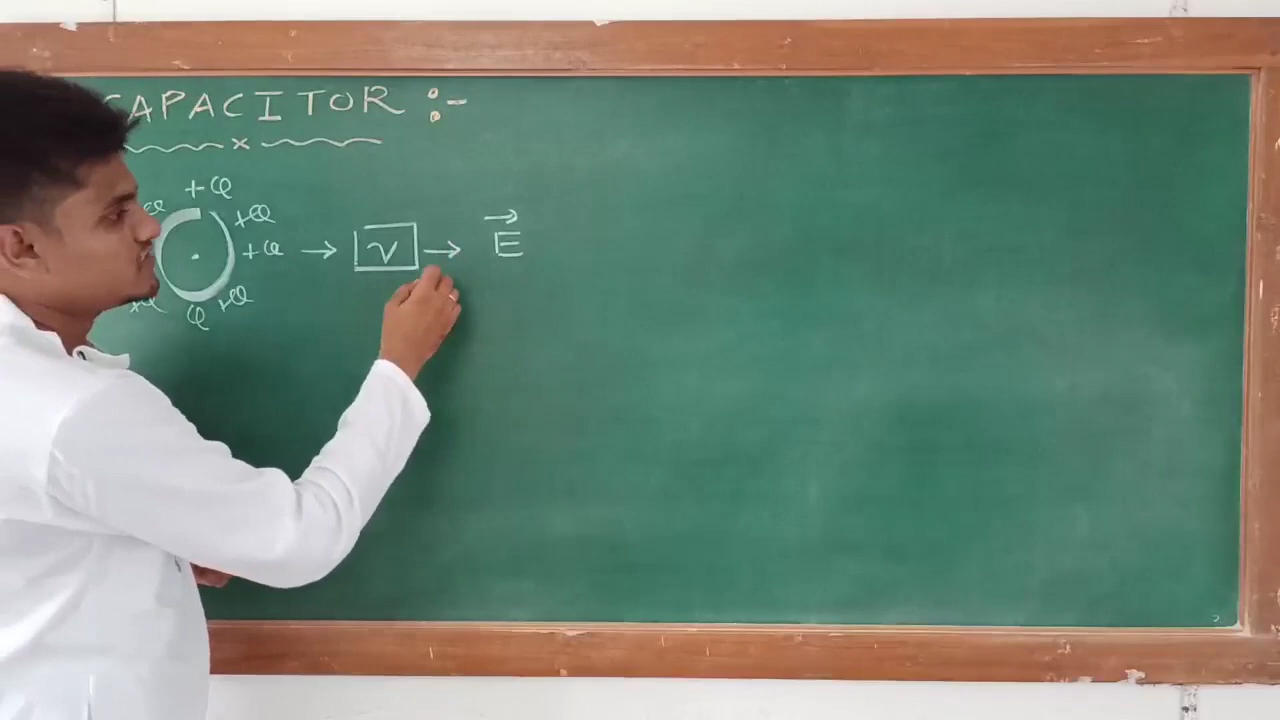 CAPACITOR :-
+Q
Q +Q
+Q → V → E⃗
+Q +Q
Q